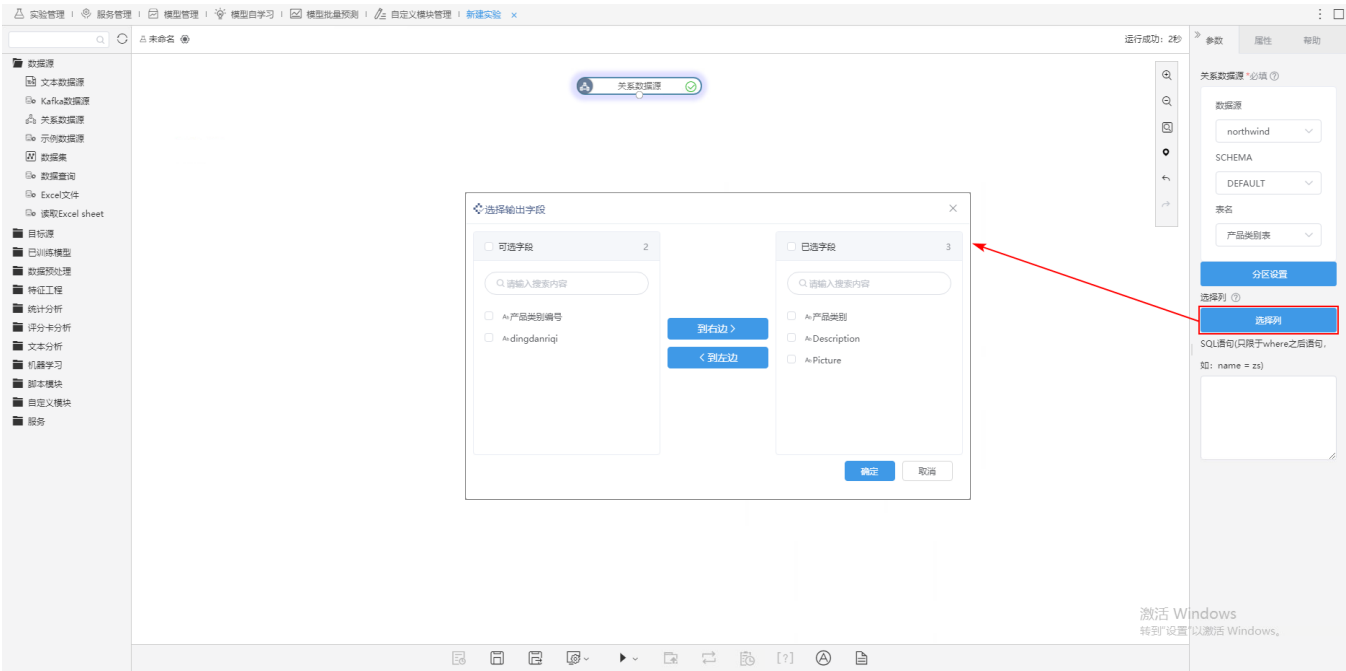 实验管理 服务管理 模型管理 模型自学习 模型批量预测 自定义模块管理 新建实验 ×
未命名 运行成功：2秒
参数 属性 帮助
数据源
文本数据源
Kafka数据源
关系数据源
示例数据源
数据集
数据查询
Excel文件
读取Excel sheet
目标源
已训练模型
数据预处理
特征工程
统计分析
评分卡分析
文本分析
机器学习
脚本模块
自定义模块
服务
关系数据源
选择输出字段
可选字段 2
请输入搜索内容
产品类别编号
dingdanriqi
到右边 >
< 到左边
已选字段 3
请输入搜索内容
产品类别
Description
Picture
确定 取消
关系数据源 *必填
数据源
northwind
SCHEMA
DEFAULT
表名
产品类别表
分区设置
选择列
选择列
SQL语句(只限于where之后语句,
如：name = zs)
激活 Windows
转到"设置"以激活 Windows。